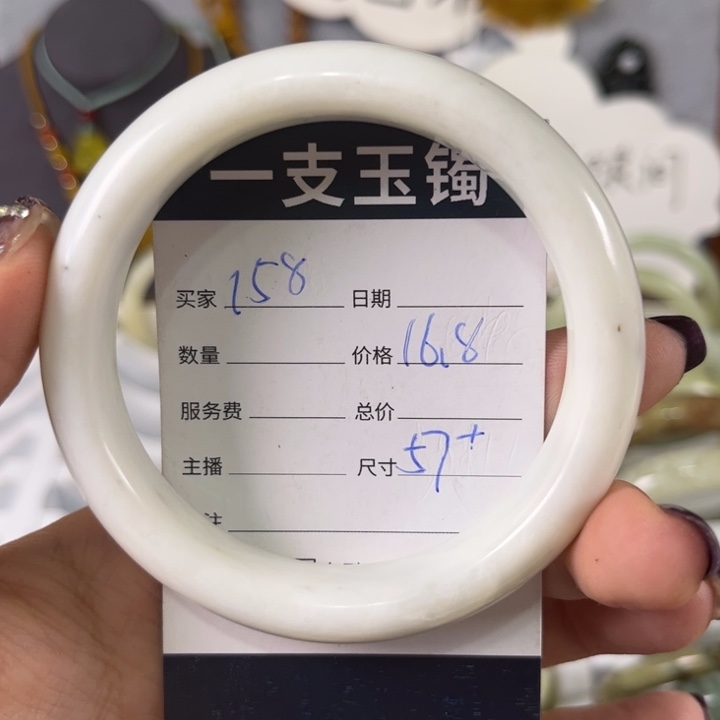 一支玉镯
买家 158 日期
数量 价格 16.8
服务费 总价
主播 尺寸 57+
注